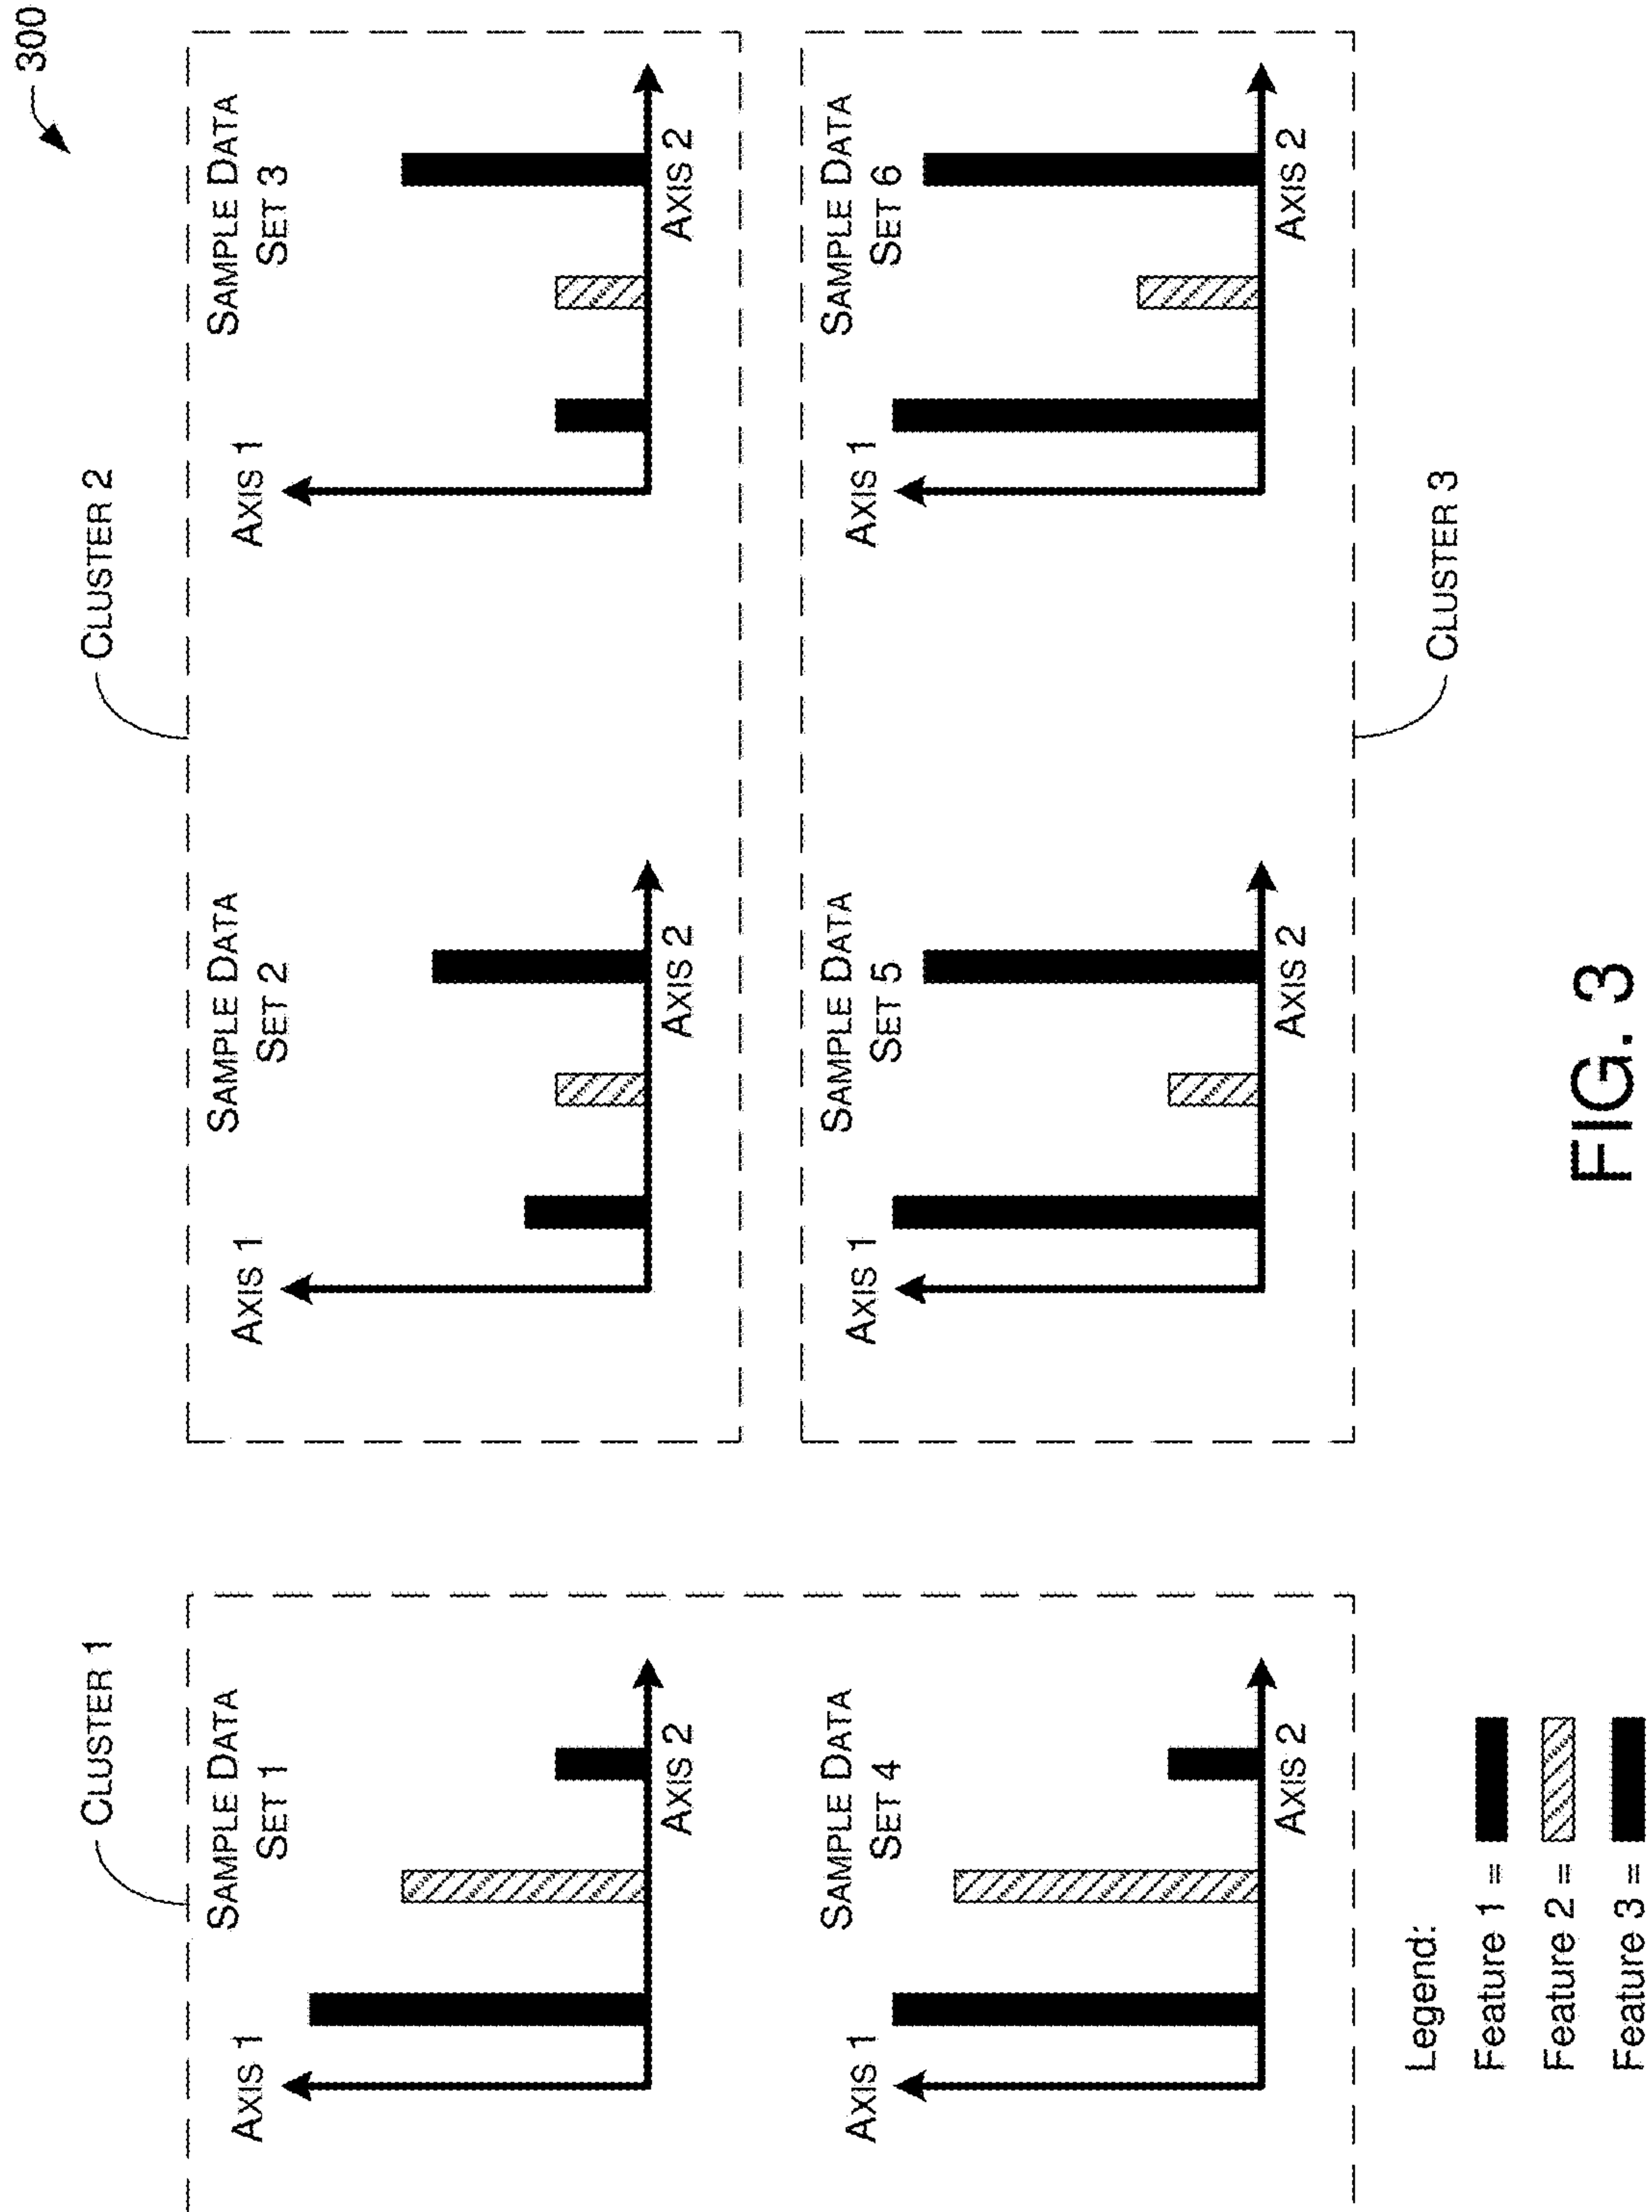 300
CLUSTER 1
CLUSTER 2
SAMPLE DATA
SET 1
AXIS 1
AXIS 2
SAMPLE DATA
SET 2
AXIS 1
AXIS 2
SAMPLE DATA
SET 3
AXIS 1
AXIS 2
SAMPLE DATA
SET 4
AXIS 1
AXIS 2
SAMPLE DATA
SET 5
AXIS 1
AXIS 2
SAMPLE DATA
SET 6
AXIS 1
AXIS 2
CLUSTER 3
Legend:
Feature 1 =
Feature 2 =
Feature 3 =
FIG. 3